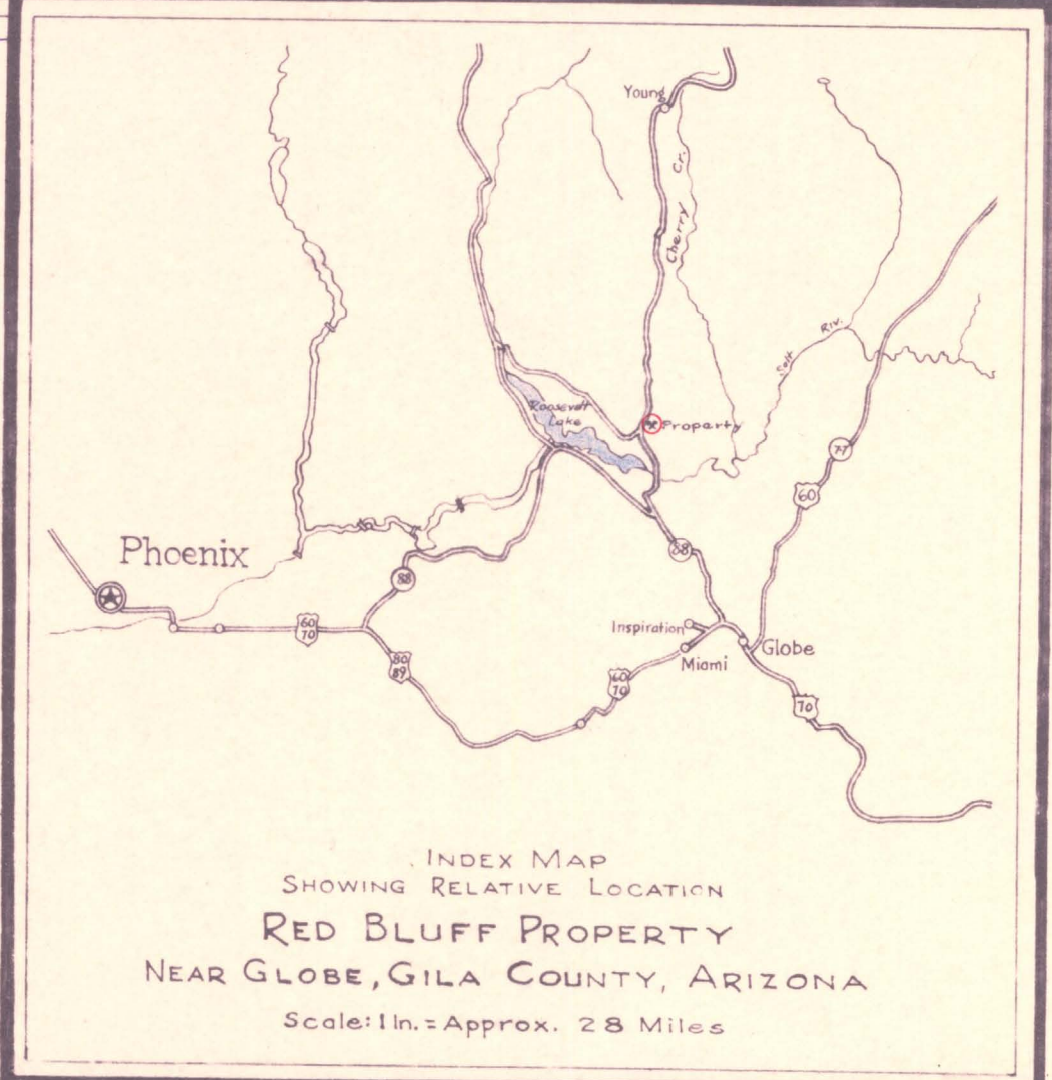 Young
Cherry Cr.
Salt Riv.
Roosevelt
Lake
Property
77
60
Phoenix
88
88
60
70
Inspiration
Globe
Miami
80
89
60
70
70
INDEX MAP
SHOWING RELATIVE LOCATION
RED BLUFF PROPERTY
NEAR GLOBE, GILA COUNTY, ARIZONA
Scale: 1 In. = Approx. 28 Miles